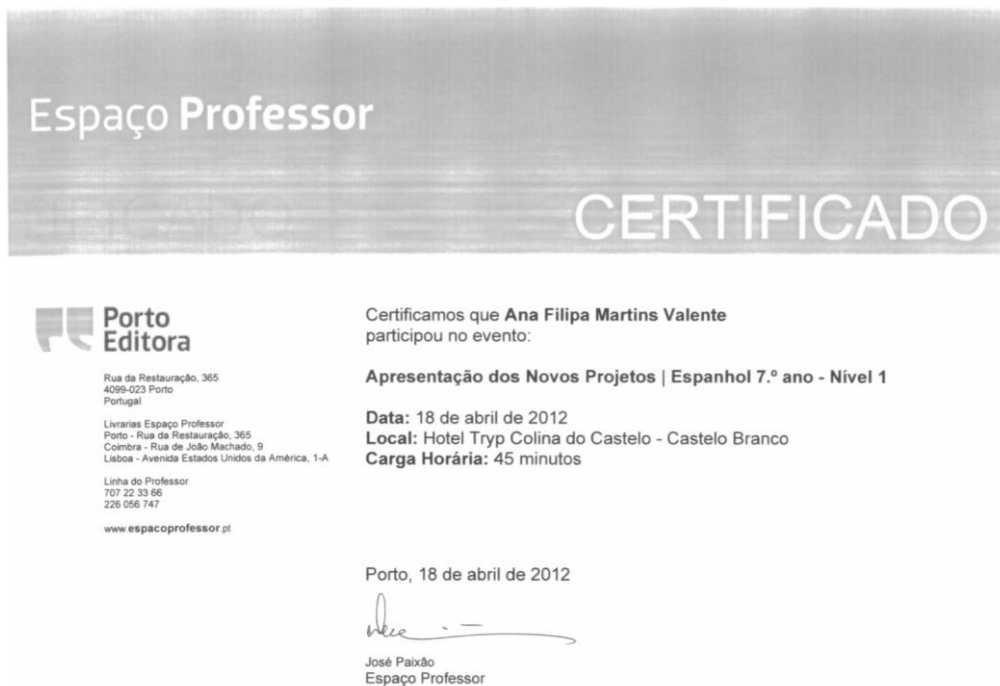 Espaço Professor
CERTIFICADO
Porto
Editora
Rua da Restauração, 365
4099-023 Porto
Portugal
Livrarias Espaço Professor
Porto - Rua da Restauração, 365
Coimbra - Rua de João Machado, 9
Lisboa - Avenida Estados Unidos da América, 1-A
Linha do Professor
707 22 33 66
226 056 747
www.espacoprofessor.pt
Certificamos que Ana Filipa Martins Valente
participou no evento:
Apresentação dos Novos Projetos | Espanhol 7.º ano - Nível 1
Data: 18 de abril de 2012
Local: Hotel Tryp Colina do Castelo - Castelo Branco
Carga Horária: 45 minutos
Porto, 18 de abril de 2012
José Paixão
Espaço Professor